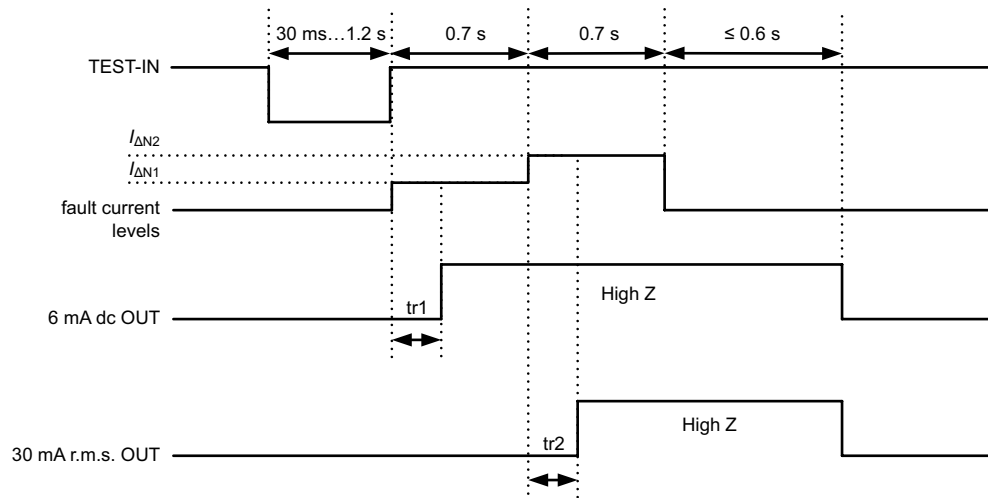 30 ms…1.2 s
0.7 s
0.7 s
≤ 0.6 s
TEST-IN
IΔN2
IΔN1
fault current
levels
High Z
tr1
6 mA dc OUT
High Z
tr2
30 mA r.m.s. OUT